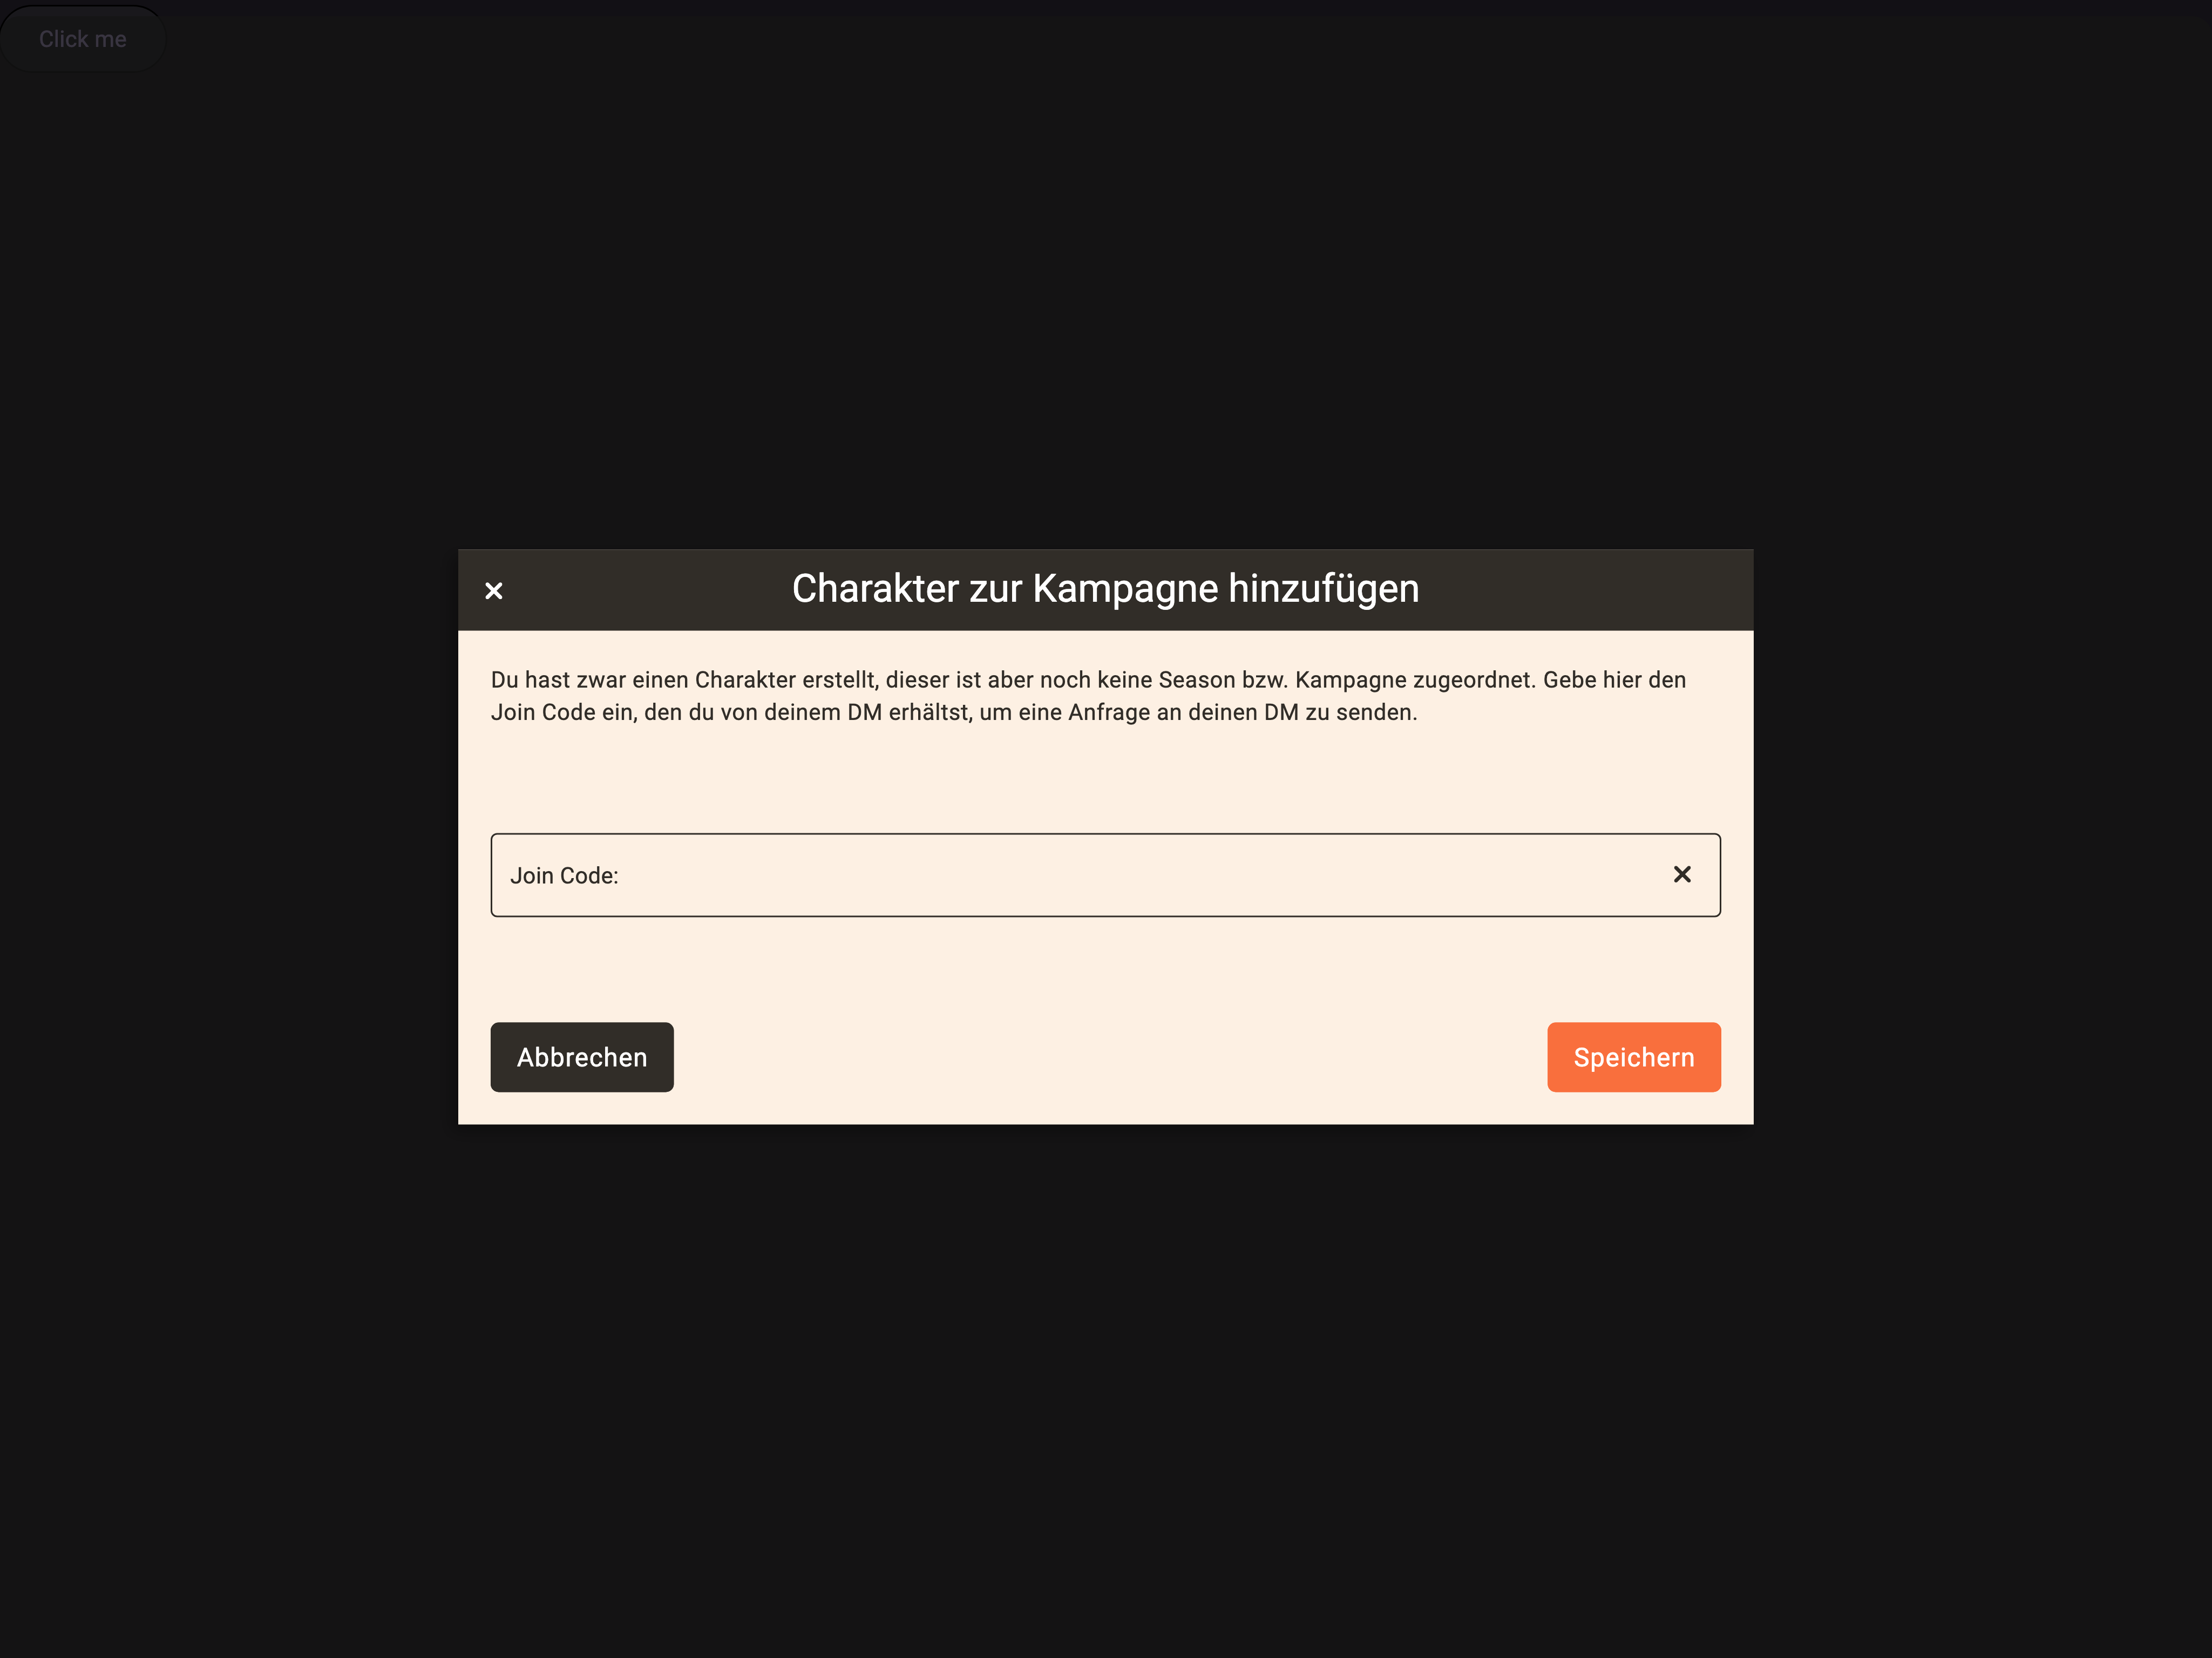 Click me
Charakter zur Kampagne hinzufügen
Du hast zwar einen Charakter erstellt, dieser ist aber noch keine Season bzw. Kampagne zugeordnet. Gebe hier den
Join Code ein, den du von deinem DM erhältst, um eine Anfrage an deinen DM zu senden.
Join Code:
Abbrechen
Speichern